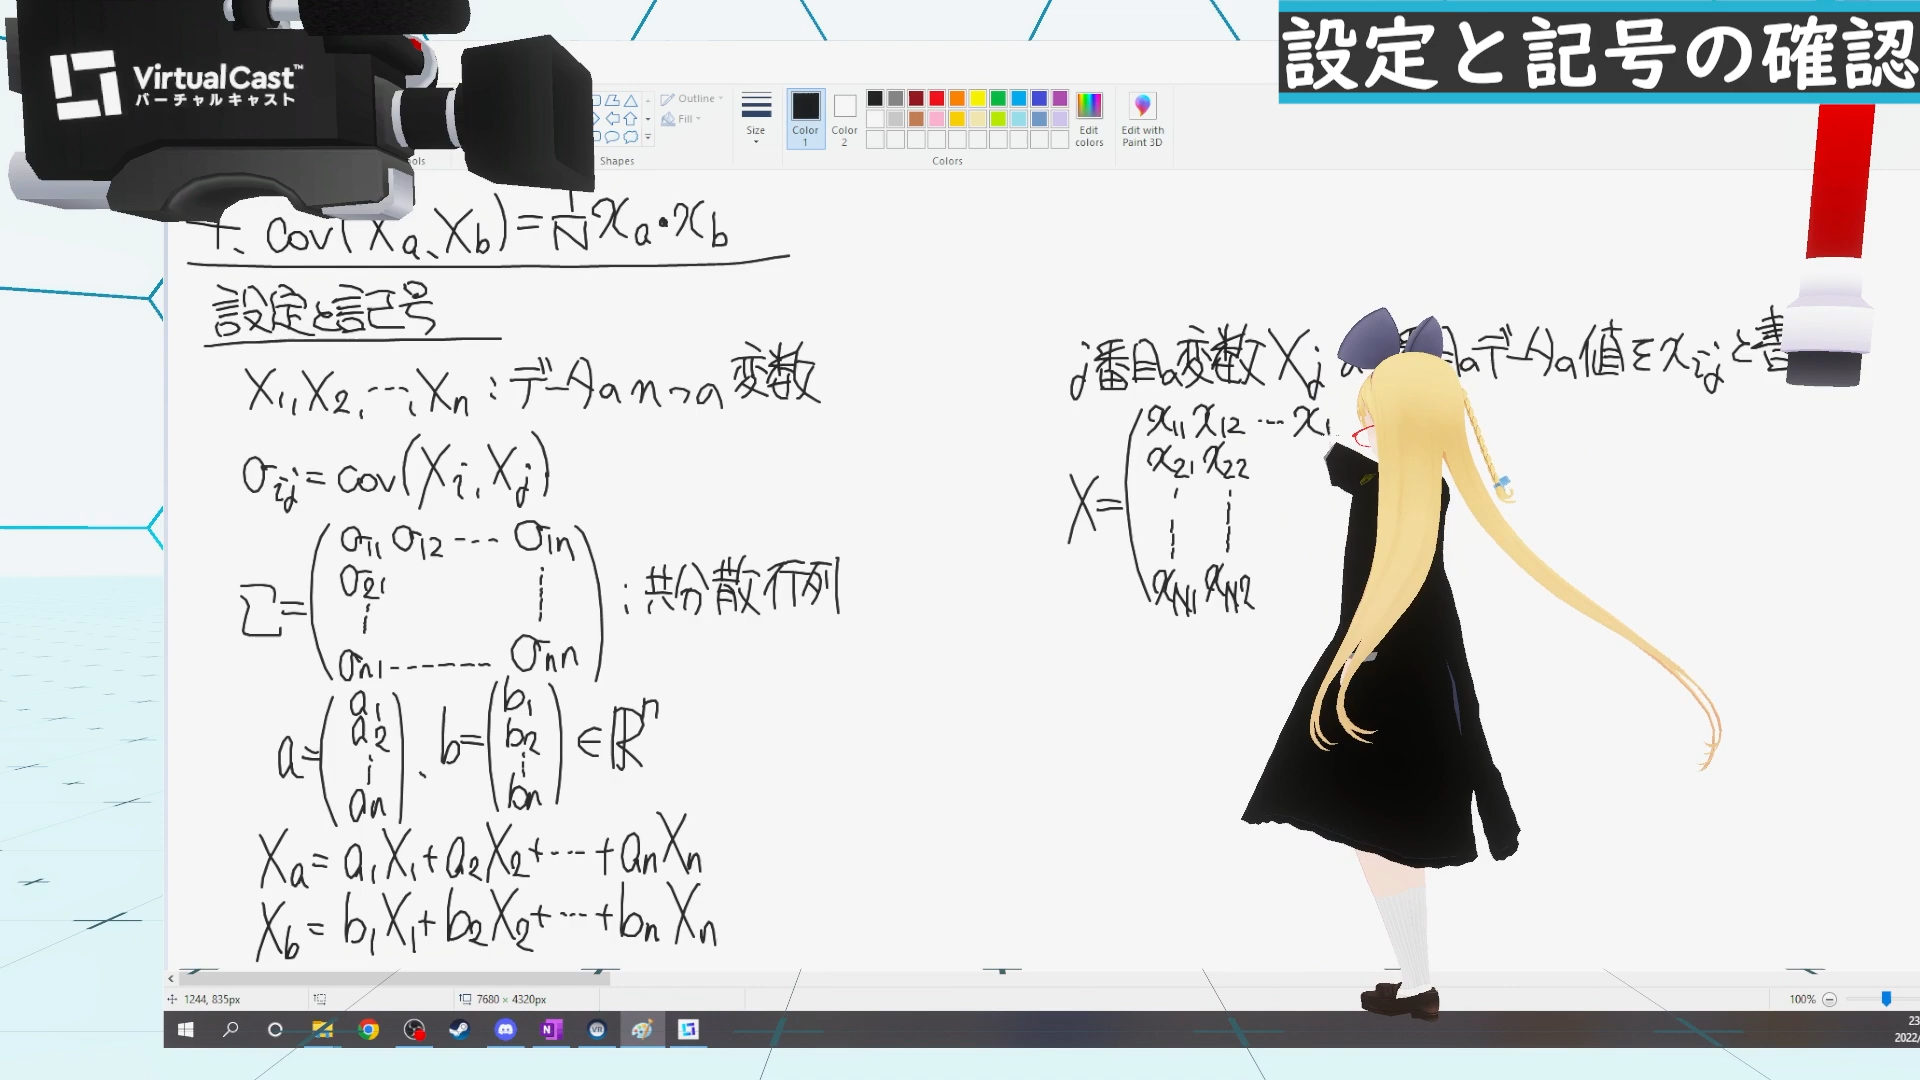 設定と記号の確認
VirtualCast™
バーチャルキャスト
Outline
Fill
Size
Color 1
Color 2
Edit colors
Edit with Paint 3D
Shapes
Colors
Cov(Xa、Xb)=1/N xa・xb
設定と記号
X1, X2, …, Xn : データのnつの変数
σij = cov(Xi, Xj)
Σ=(σ11 σ12 --- σ1n
σ21
σn1 ------- σnn) : 共分散行列
a=(a1 a2 ⋮ an)、b=(b1 b2 ⋮ bn)∈ℝⁿ
Xa = a1X1+a2X2+…+anXn
Xb = b1X1+b2X2+…+bnXn
j番目の変数Xj
のデータの値をxijと書
X=(x11 x12 … x1
x21 x22
xN1 xN2
1244, 835px
7680 × 4320px
100%
23
2022/